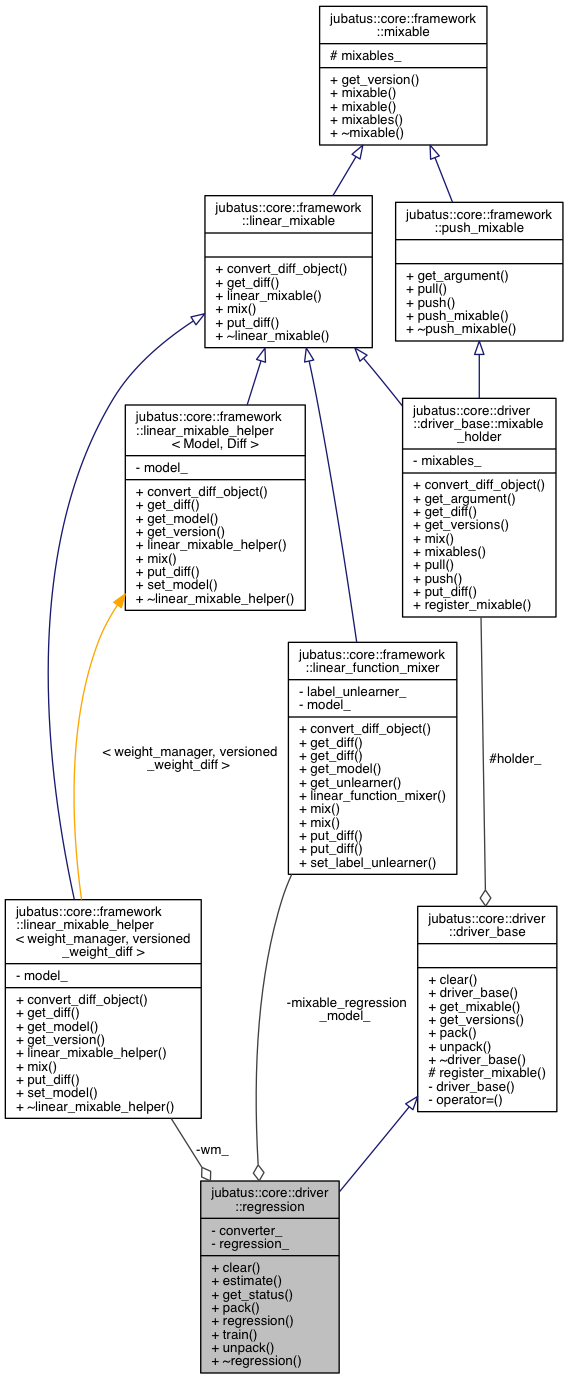 jubatus::core::framework
::mixable
# mixables_
+ get_version()
+ mixable()
+ mixable()
+ mixables()
+ ~mixable()
jubatus::core::framework
::linear_mixable
+ convert_diff_object()
+ get_diff()
+ linear_mixable()
+ mix()
+ put_diff()
+ ~linear_mixable()
jubatus::core::framework
::push_mixable
+ get_argument()
+ pull()
+ push()
+ push_mixable()
+ ~push_mixable()
jubatus::core::framework
::linear_mixable_helper
< Model, Diff >
- model_
+ convert_diff_object()
+ get_diff()
+ get_model()
+ get_version()
+ linear_mixable_helper()
+ mix()
+ put_diff()
+ set_model()
+ ~linear_mixable_helper()
jubatus::core::driver
::driver_base::mixable
_holder
- mixables_
+ convert_diff_object()
+ get_argument()
+ get_diff()
+ get_versions()
+ mix()
+ mixables()
+ pull()
+ push()
+ put_diff()
+ register_mixable()
jubatus::core::framework
::linear_function_mixer
- label_unlearner_
- model_
+ convert_diff_object()
+ get_diff()
+ get_diff()
+ get_model()
+ get_unlearner()
+ linear_function_mixer()
+ mix()
+ mix()
+ put_diff()
+ put_diff()
+ set_label_unlearner()
< weight_manager, versioned
_weight_diff >
#holder_
jubatus::core::framework
::linear_mixable_helper
< weight_manager, versioned
_weight_diff >
- model_
+ convert_diff_object()
+ get_diff()
+ get_model()
+ get_version()
+ linear_mixable_helper()
+ mix()
+ put_diff()
+ set_model()
+ ~linear_mixable_helper()
jubatus::core::driver
::driver_base
+ clear()
+ driver_base()
+ get_mixable()
+ get_versions()
+ pack()
+ unpack()
+ ~driver_base()
# register_mixable()
- driver_base()
- operator=()
-mixable_regression
_model_
-wm_
jubatus::core::driver
::regression
- converter_
- regression_
+ clear()
+ estimate()
+ get_status()
+ pack()
+ regression()
+ train()
+ unpack()
+ ~regression()